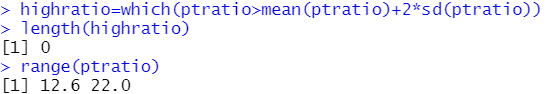 > highratio=which(ptratio>mean(ptratio)+2*sd(ptratio))
> length(highratio)
[1] 0
> range(ptratio)
[1] 12.6 22.0